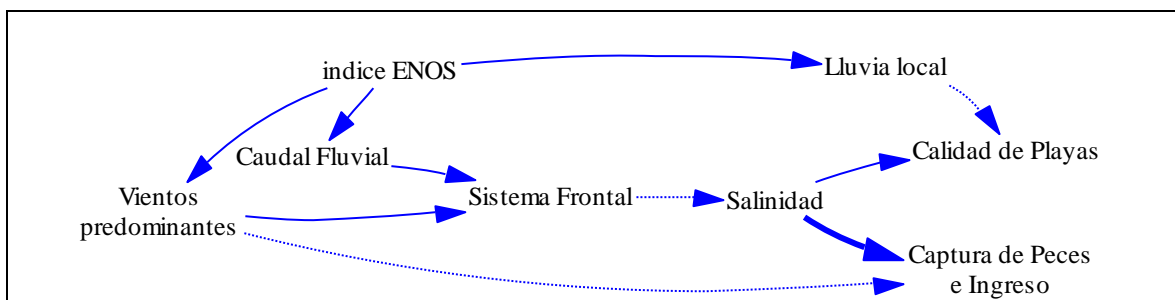 indice ENOS
Lluvia local
Caudal Fluvial
Calidad de Playas
Vientos
predominantes
Sistema Frontal
Salinidad
Captura de Peces
e Ingreso